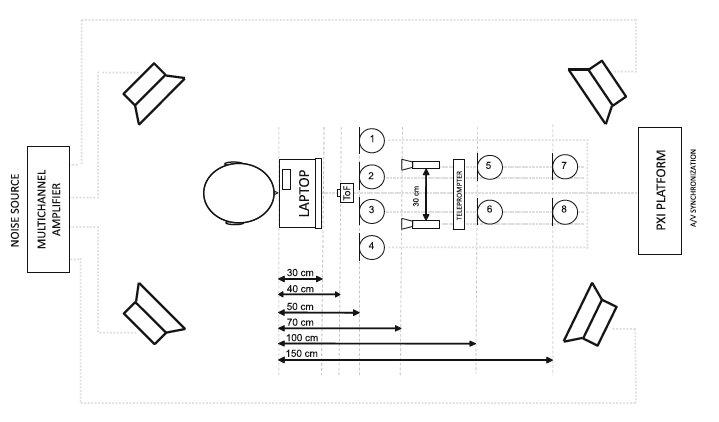 NOISE SOURCE
MULTICHANNEL
AMPLIFIER
LAPTOP
ToF
1
2
3
4
30 cm
TELEPROMPTER
5
6
7
8
PXI PLATFORM
A/V SYNCHRONIZATION
30 cm
40 cm
50 cm
70 cm
100 cm
150 cm